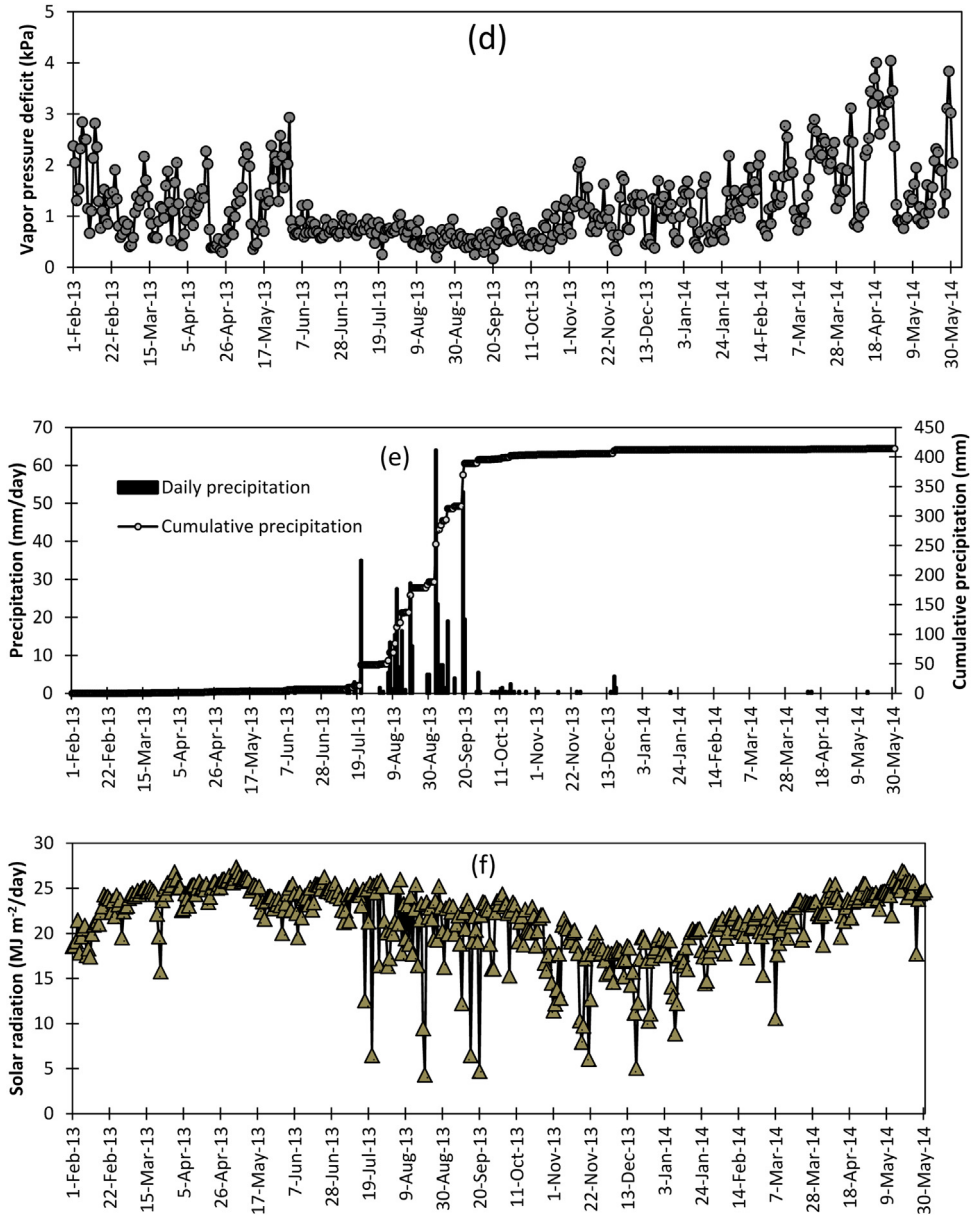 (d)
Vapor pressure deficit (kPa)
5
4
3
2
1
0
1-Feb-13
22-Feb-13
15-Mar-13
5-Apr-13
26-Apr-13
17-May-13
7-Jun-13
28-Jun-13
19-Jul-13
9-Aug-13
30-Aug-13
20-Sep-13
11-Oct-13
1-Nov-13
22-Nov-13
13-Dec-13
3-Jan-14
24-Jan-14
14-Feb-14
7-Mar-14
28-Mar-14
18-Apr-14
9-May-14
30-May-14
(e)
Precipitation (mm/day)
70
60
50
40
30
20
10
0
Daily precipitation
Cumulative precipitation
450
400
350
300
250
200
150
100
50
0
Cumulative precipitation (mm)
1-Feb-13
22-Feb-13
15-Mar-13
5-Apr-13
26-Apr-13
17-May-13
7-Jun-13
28-Jun-13
19-Jul-13
9-Aug-13
30-Aug-13
20-Sep-13
11-Oct-13
1-Nov-13
22-Nov-13
13-Dec-13
3-Jan-14
24-Jan-14
14-Feb-14
7-Mar-14
28-Mar-14
18-Apr-14
9-May-14
30-May-14
(f)
Solar radiation (MJ m⁻²/day)
30
25
20
15
10
5
0
1-Feb-13
22-Feb-13
15-Mar-13
5-Apr-13
26-Apr-13
17-May-13
7-Jun-13
28-Jun-13
19-Jul-13
9-Aug-13
30-Aug-13
20-Sep-13
11-Oct-13
1-Nov-13
22-Nov-13
13-Dec-13
3-Jan-14
24-Jan-14
14-Feb-14
7-Mar-14
28-Mar-14
18-Apr-14
9-May-14
30-May-14